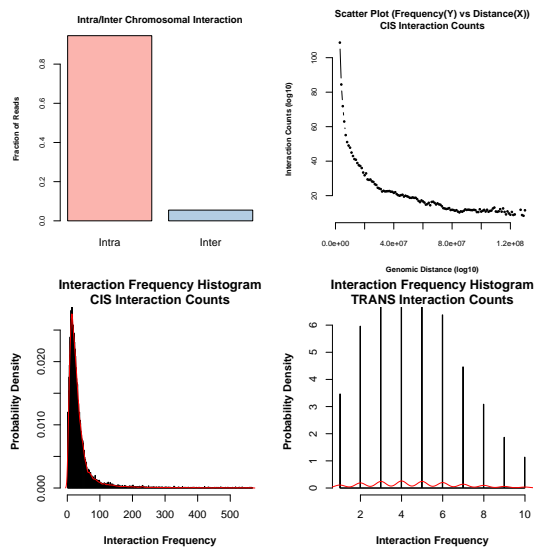 Intra/Inter Chromosomal Interaction
Fraction of Reads
0.0
0.2
0.4
0.6
0.8
Intra
Inter
Scatter Plot (Frequency(Y) vs Distance(X))
CIS Interaction Counts
Interaction Counts (log10)
20
40
60
80
100
0.0e+00
4.0e+07
8.0e+07
1.2e+08
Genomic Distance (log10)
Interaction Frequency Histogram
CIS Interaction Counts
Probability Density
0.000
0.010
0.020
0
100
200
300
400
500
Interaction Frequency
Interaction Frequency Histogram
TRANS Interaction Counts
Probability Density
0
1
2
3
4
5
6
2
4
6
8
10
Interaction Frequency